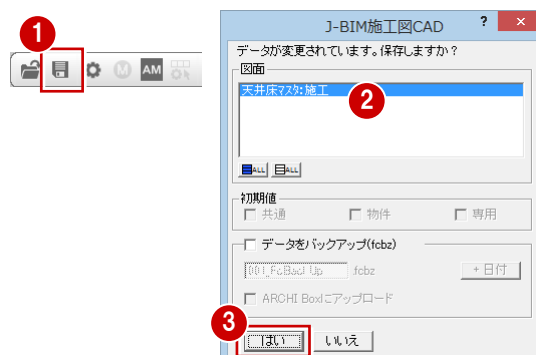 1
AM
J-BIM施工図CAD ? ×
データが変更されています。保存しますか?
図面
天井床マスタ:施工
2
ALL ALL
初期値
共通 物件 専用
データをバックアップ(fcbz)
.fcbz +日付
ARCHI Boxにアップロード
3
はい いいえ